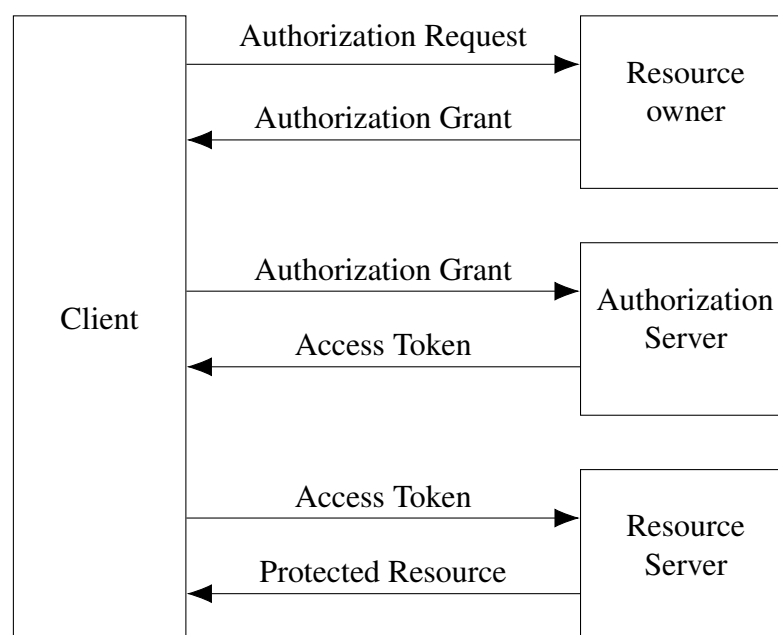 Authorization Request
Resource
owner
Authorization Grant
Authorization Grant
Client
Authorization
Server
Access Token
Access Token
Resource
Server
Protected Resource